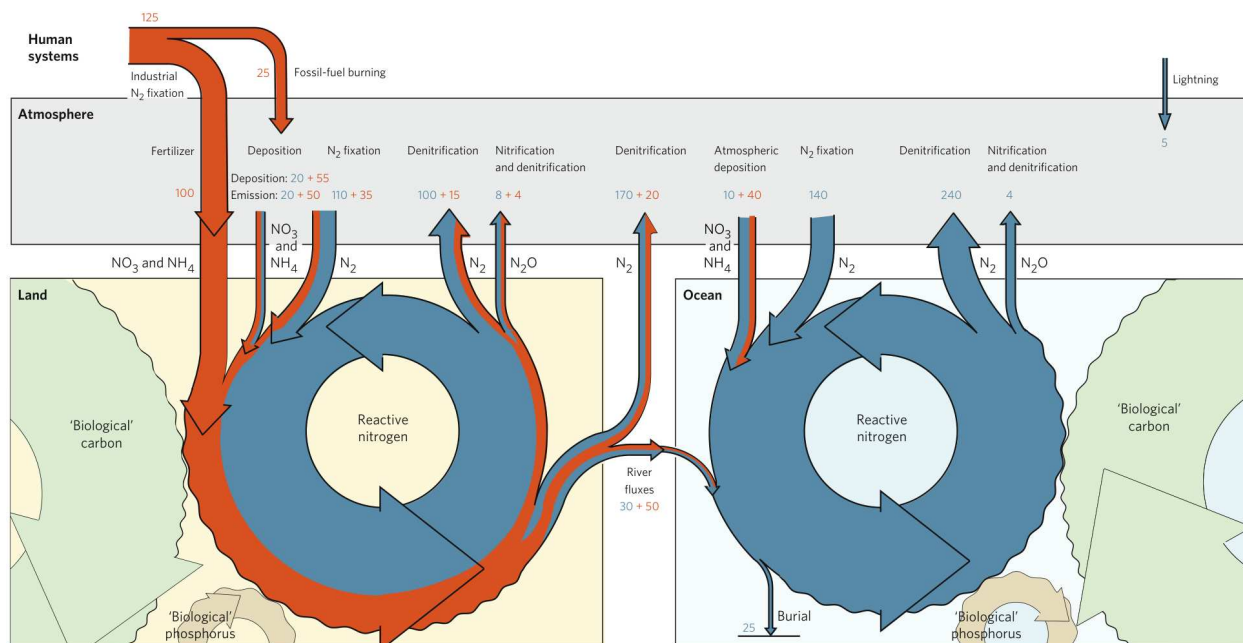 125
Human
systems
Industrial
N₂ fixation
25
Fossil-fuel burning
Lightning
Atmosphere
Fertilizer
100
Deposition
Deposition: 20 + 55
Emission: 20 + 50
N₂ fixation
110 + 35
Denitrification
100 + 15
Nitrification
and denitrification
8 + 4
Denitrification
170 + 20
Atmospheric
deposition
10 + 40
N₂ fixation
140
Denitrification
240
Nitrification
and denitrification
4
5
NO₃ and NH₄
NO₃
and
NH₄
N₂
N₂
N₂O
N₂
NO₃
and
NH₄
N₂
N₂
N₂O
Land
'Biological'
carbon
Reactive
nitrogen
'Biological'
phosphorus
River
fluxes
30 + 50
Ocean
Reactive
nitrogen
'Biological'
carbon
Burial
25
'Biological'
phosphorus